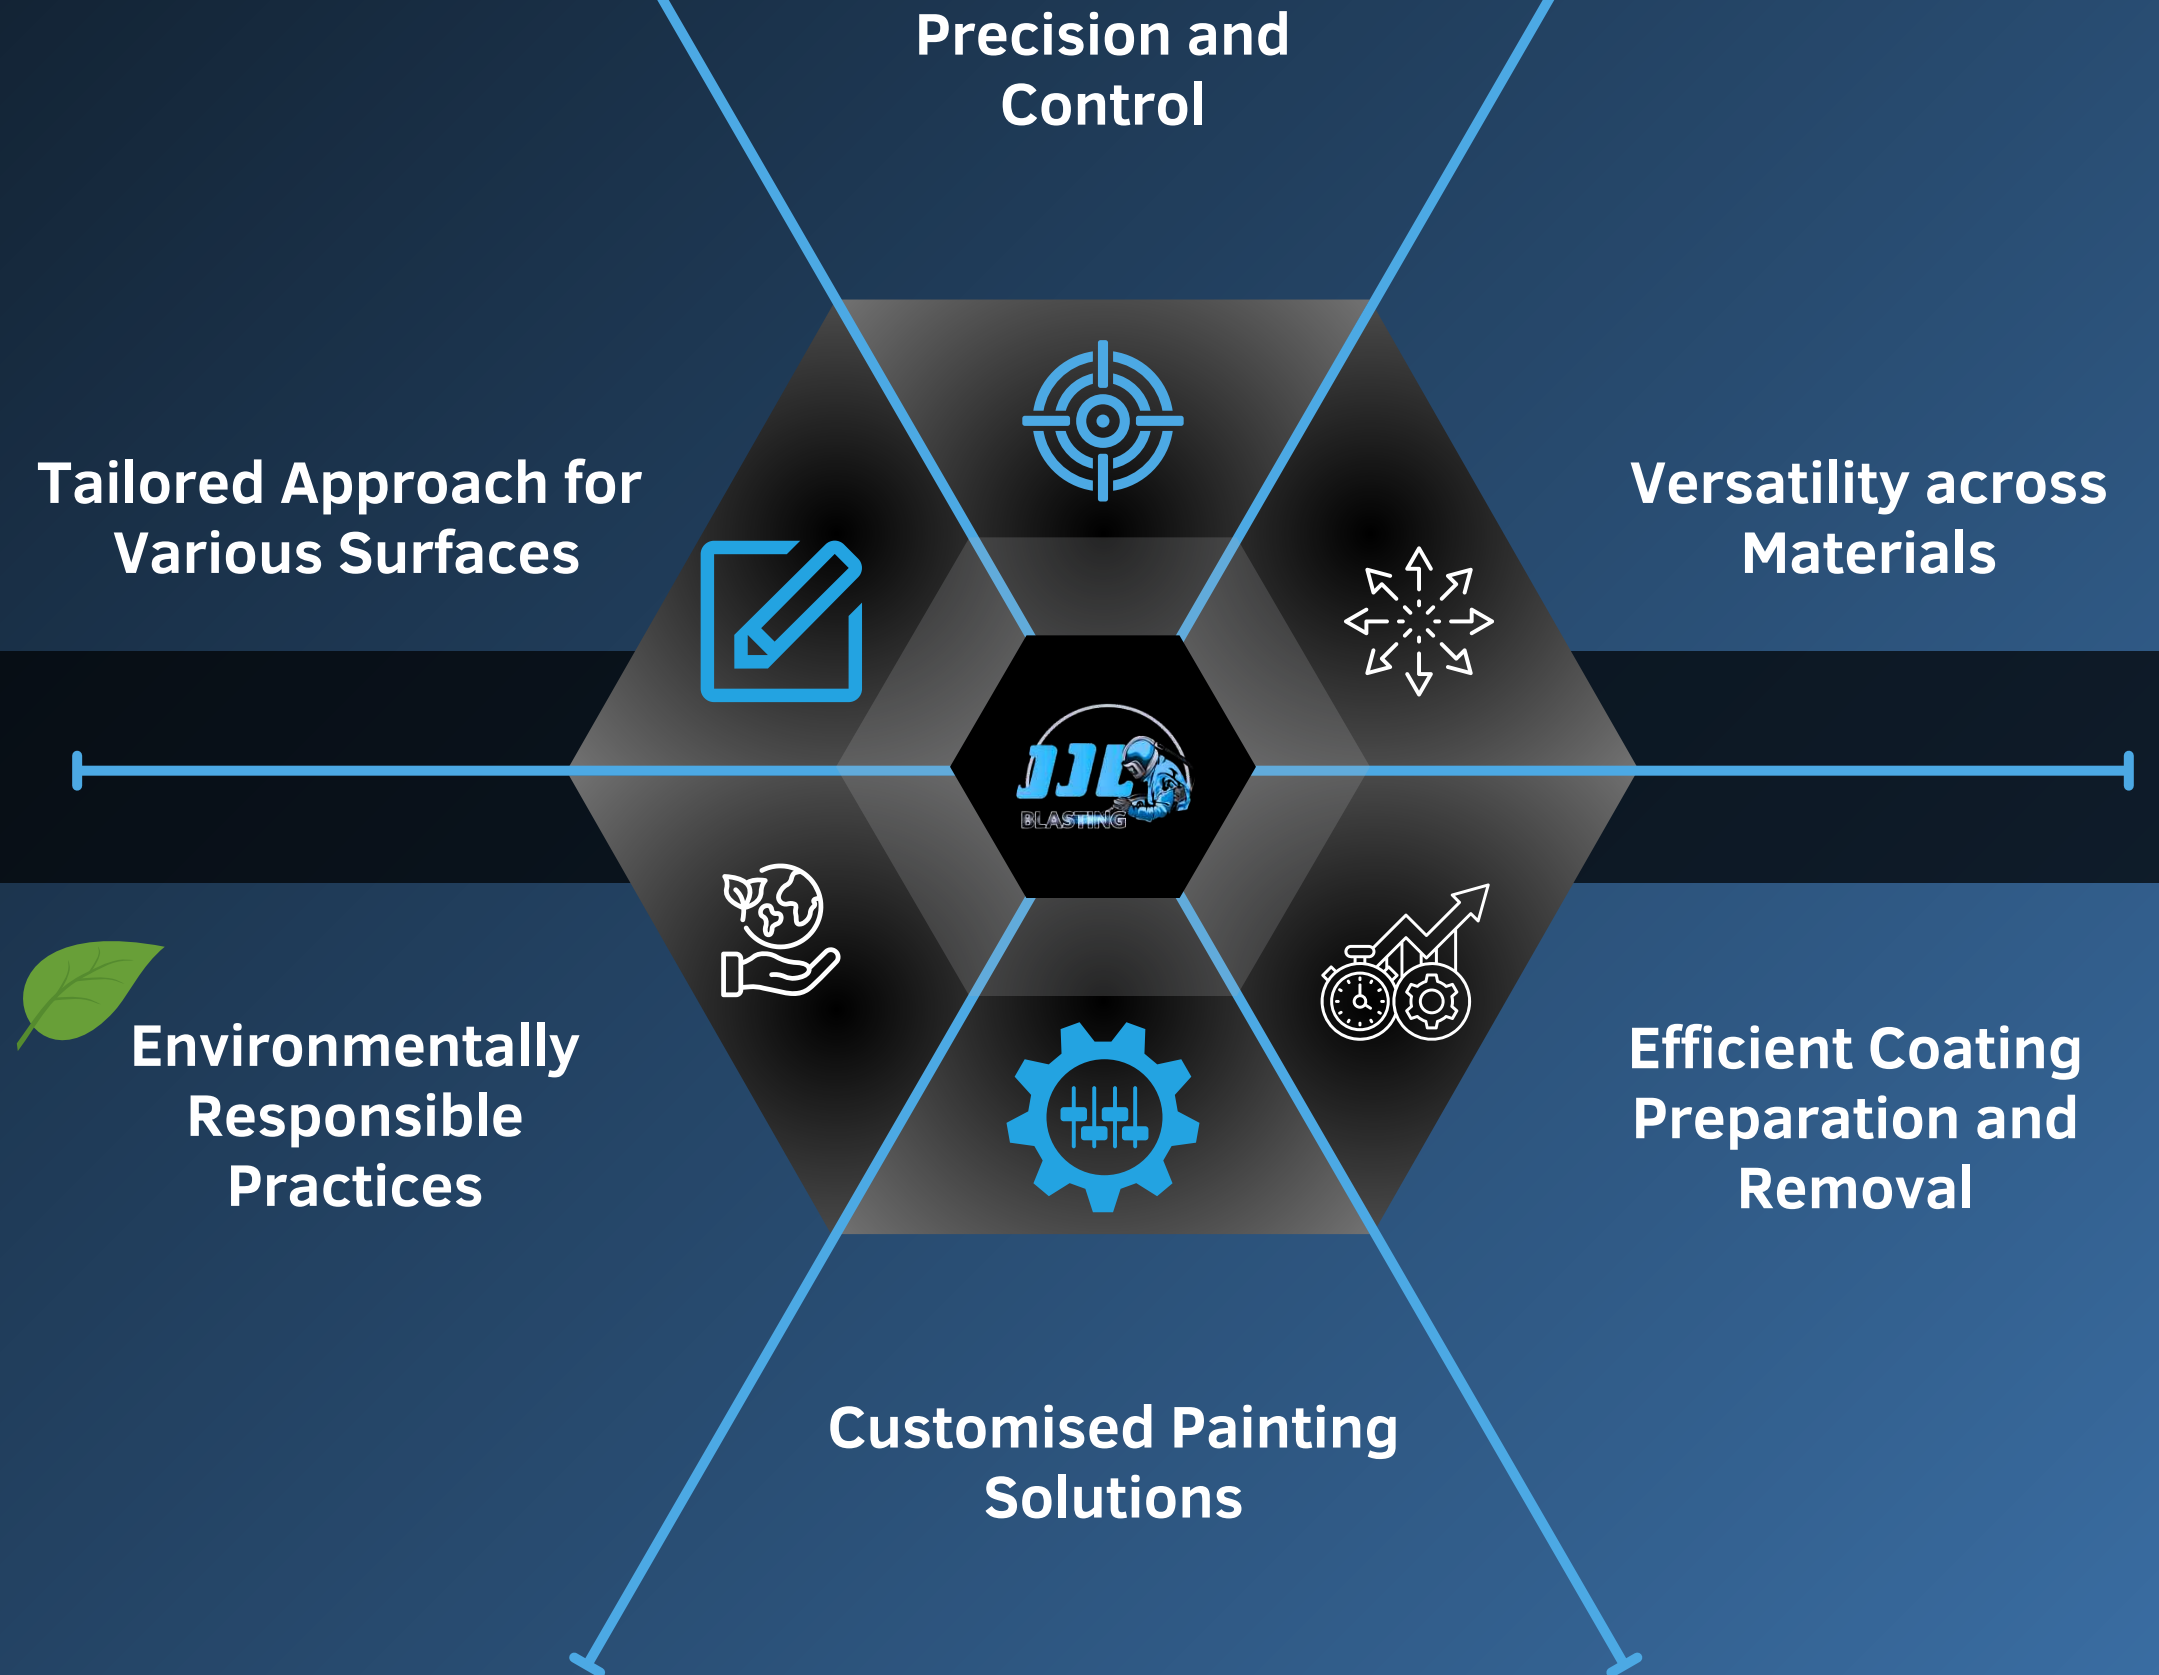 Precision and
Control
Tailored Approach for
Various Surfaces
Versatility across
Materials
JJL
BLASTING
Environmentally
Responsible
Practices
Efficient Coating
Preparation and
Removal
Customised Painting
Solutions